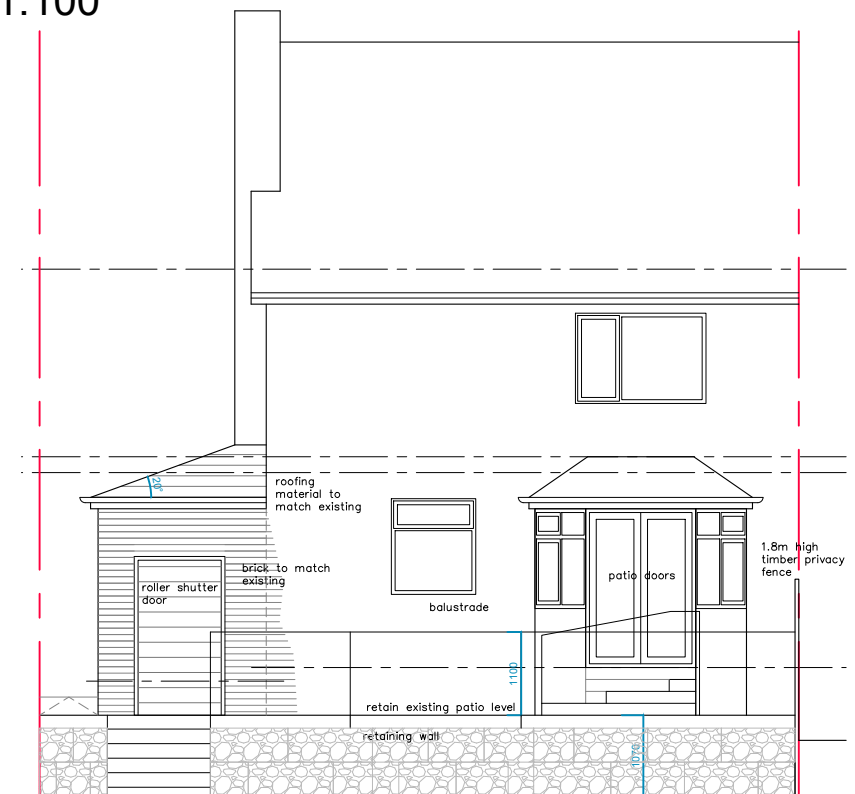 1:100
20°
roofing
material to
match existing
brick to match
existing
roller shutter
door
balustrade
patio doors
1.8m high
timber privacy
fence
1100
retain existing patio level
retaining wall
1070